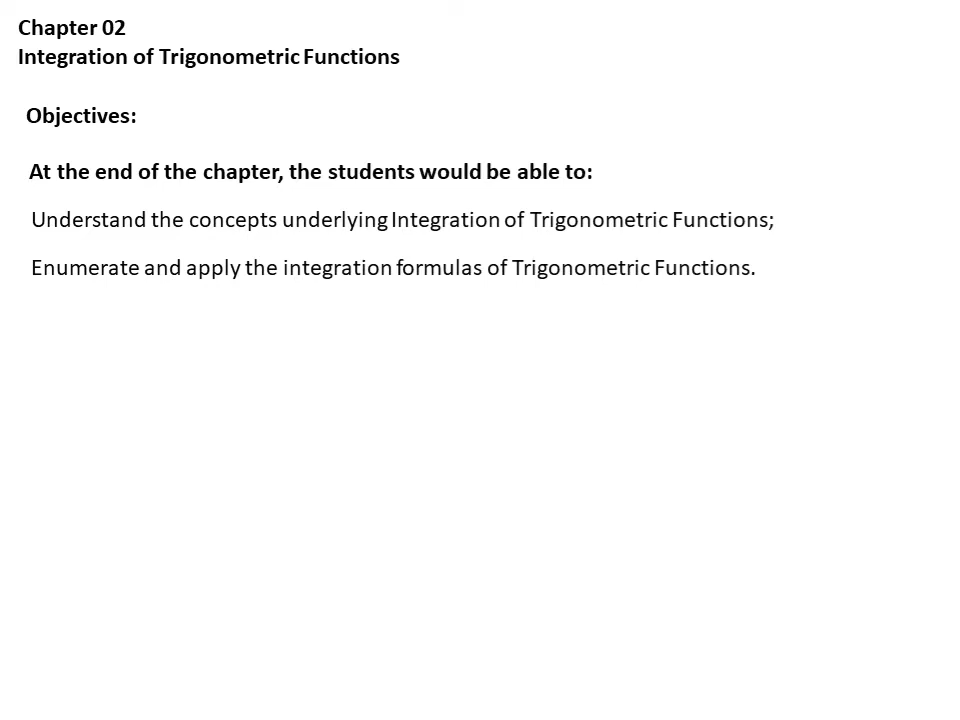 Chapter 02
Integration of Trigonometric Functions
Objectives:
At the end of the chapter, the students would be able to:
Understand the concepts underlying Integration of Trigonometric Functions;
Enumerate and apply the integration formulas of Trigonometric Functions.